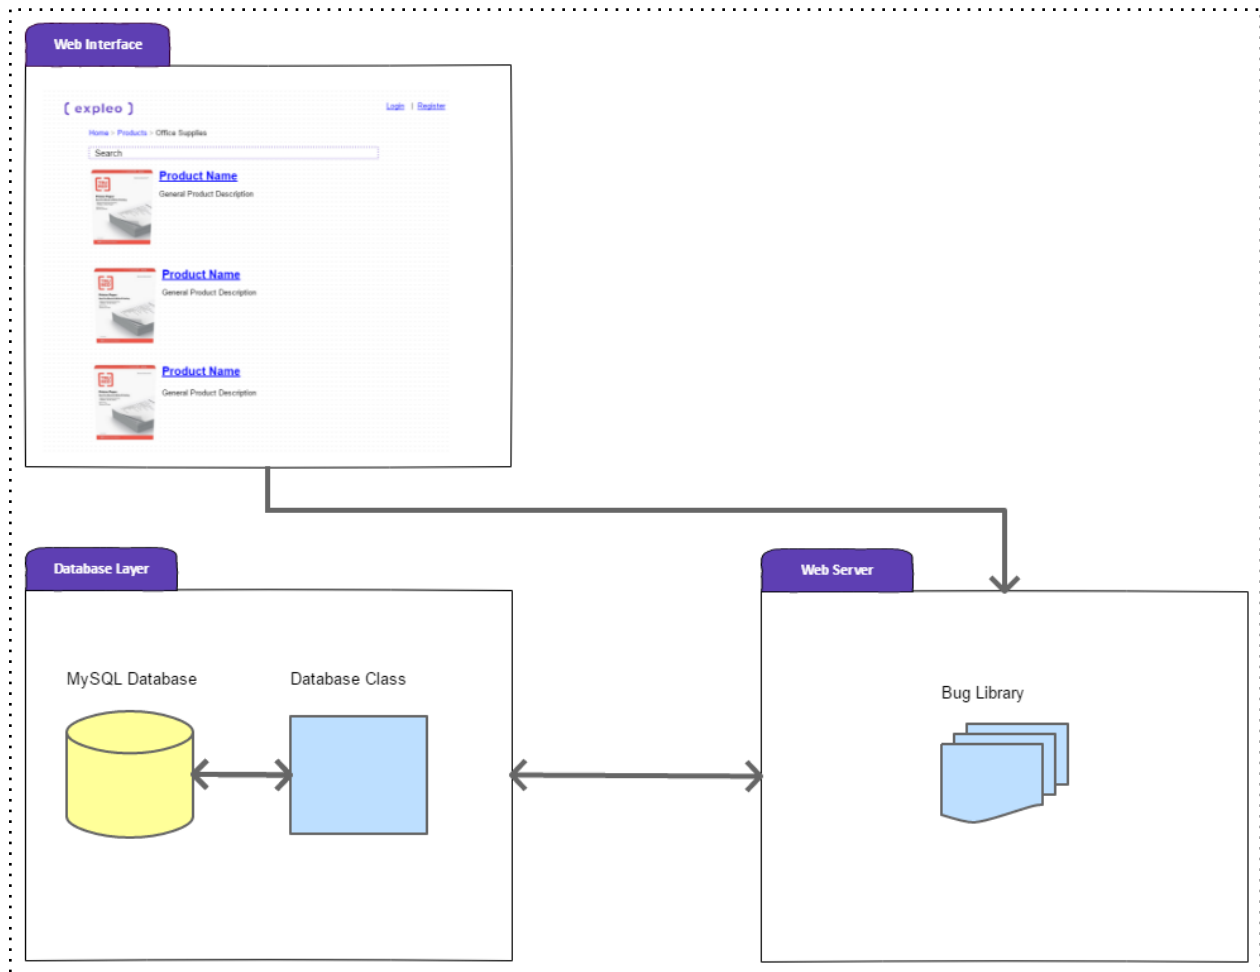 Web Interface
( expleo )
Login | Register
Home > Products > Office Supplies
Search
Product Name
General Product Description
Product Name
General Product Description
Product Name
General Product Description
Database Layer
Web Server
MySQL Database
Database Class
Bug Library